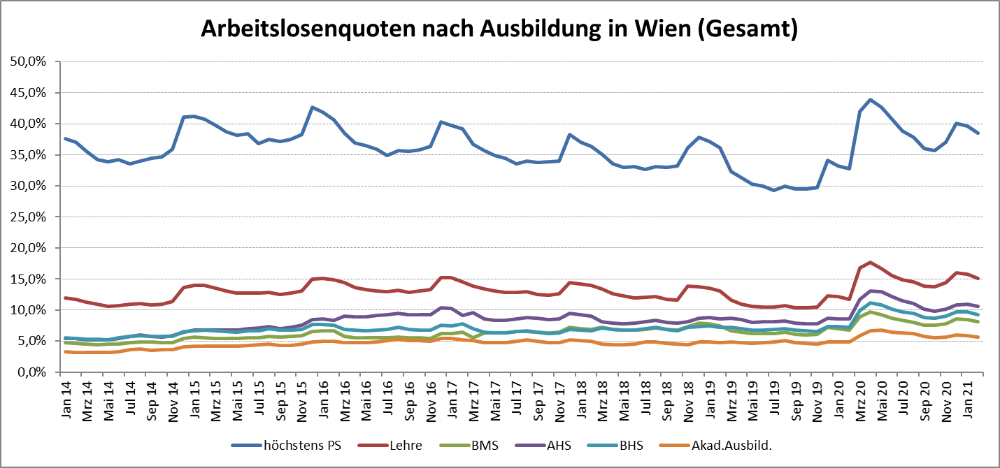 Arbeitslosenquoten nach Ausbildung in Wien (Gesamt)
50,0%
45,0%
40,0%
35,0%
30,0%
25,0%
20,0%
15,0%
10,0%
5,0%
0,0%
Jan 14
Mrz 14
Mai 14
Jul 14
Sep 14
Nov 14
Jan 15
Mrz 15
Mai 15
Jul 15
Sep 15
Nov 15
Jan 16
Mrz 16
Mai 16
Jul 16
Sep 16
Nov 16
Jan 17
Mrz 17
Mai 17
Jul 17
Sep 17
Nov 17
Jan 18
Mrz 18
Mai 18
Jul 18
Sep 18
Nov 18
Jan 19
Mrz 19
Mai 19
Jul 19
Sep 19
Nov 19
Jan 20
Mrz 20
Mai 20
Jul 20
Sep 20
Nov 20
Jan 21
höchstens PS Lehre BMS AHS BHS Akad.Ausbild.